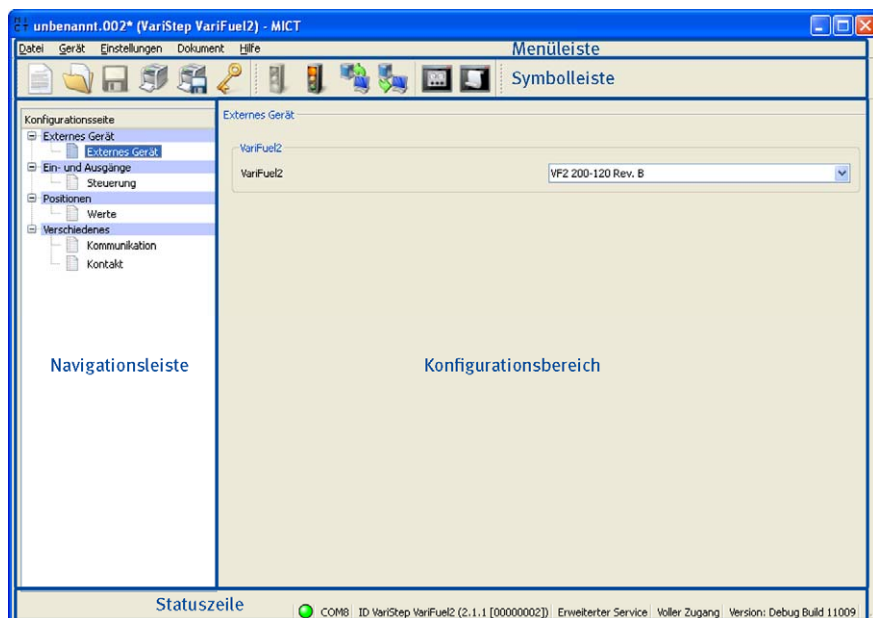 unbenannt.002* (VariStep VariFuel2) - MICT
Datei Gerät Einstellungen Dokument Hilfe Menüleiste
Symbolleiste
Konfigurationsseite
Externes Gerät
Externes Gerät
Ein- und Ausgänge
Steuerung
Positionen
Werte
Verschiedenes
Kommunikation
Kontakt
Navigationsleiste
Externes Gerät
VariFuel2
VariFuel2 VF2 200-120 Rev. B
Konfigurationsbereich
Statuszeile
COM8 ID VariStep VariFuel2 (2.1.1 [00000002]) Erweiterter Service Voller Zugang Version: Debug Build 11009